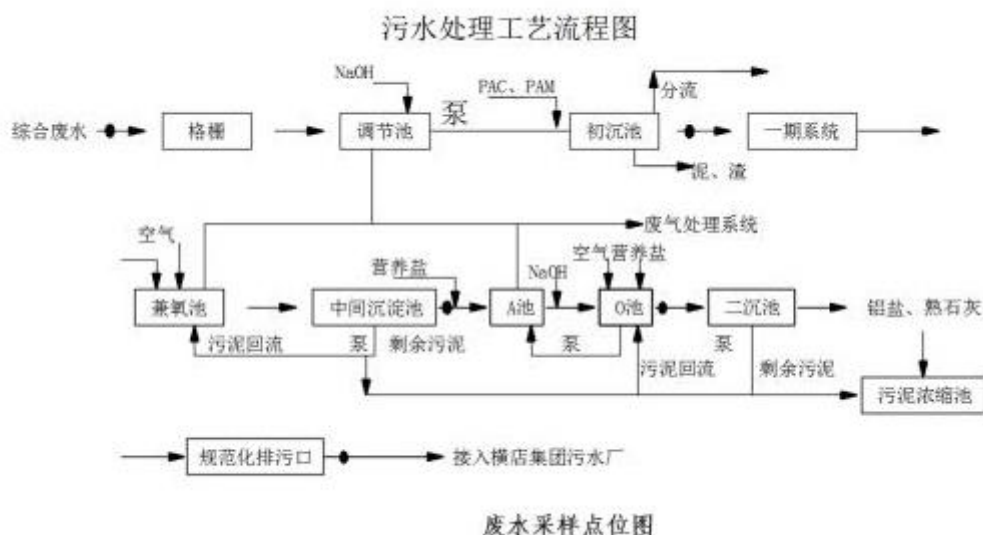 污水处理工艺流程图
NaOH
PAC、PAM
泵
分流
综合废水
格栅
调节池
初沉池
一期系统
泥、渣
废气处理系统
空气
营养盐
NaOH
空气营养盐
兼氧池
中间沉淀池
A池
O池
二沉池
铝盐、熟石灰
污泥回流
泵
剩余污泥
泵
污泥回流
泵
剩余污泥
污泥浓缩池
规范化排污口
接入横店集团污水厂
废水采样点位图